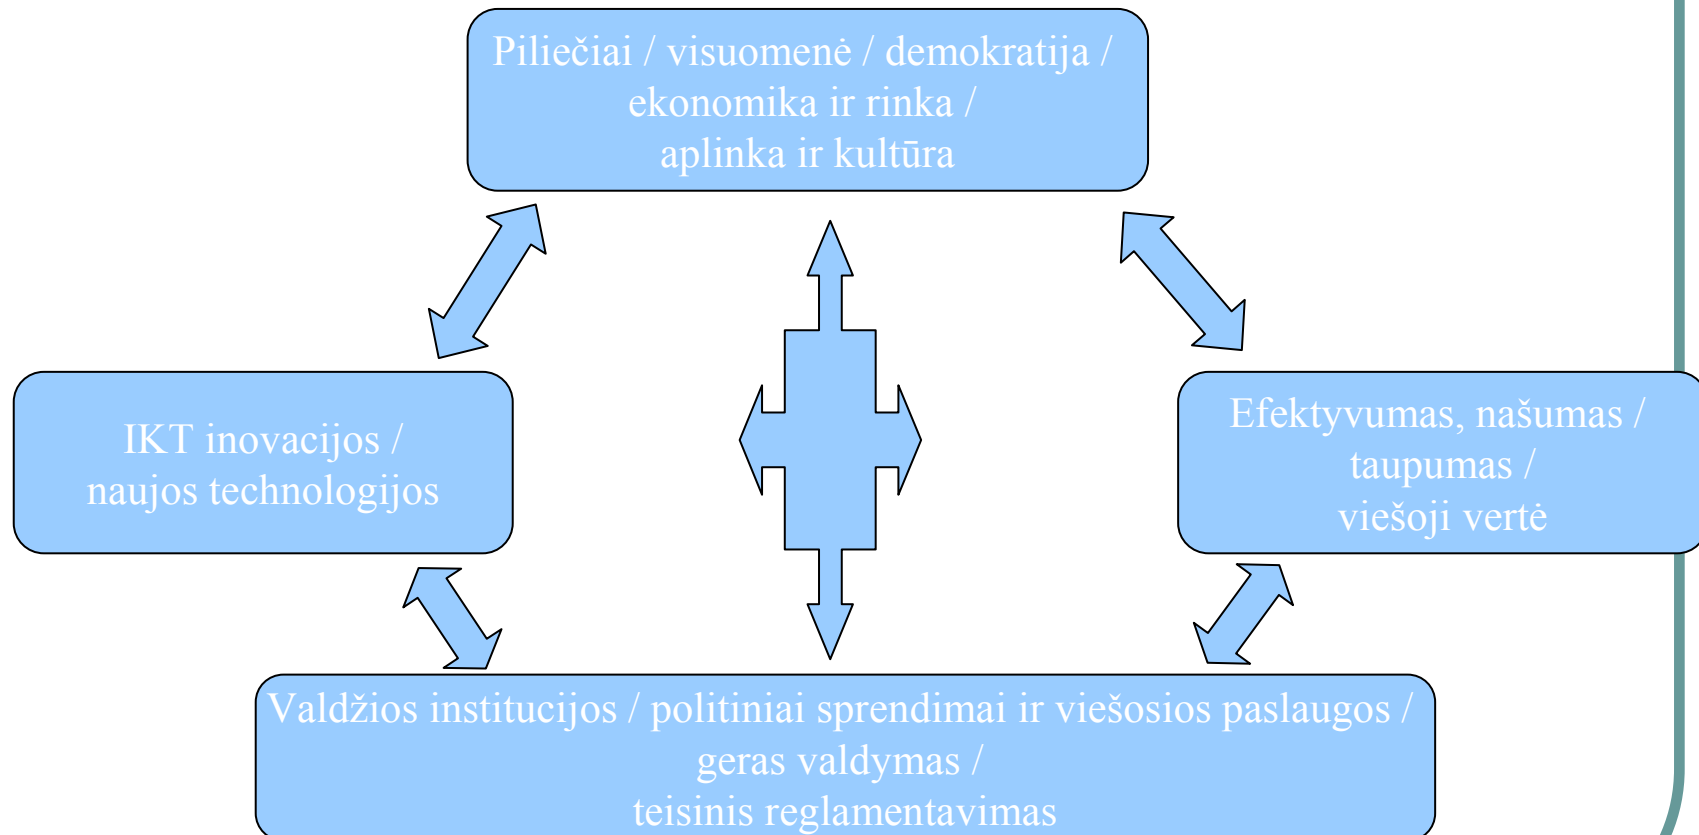 Piliečiai / visuomenė / demokratija /
ekonomika ir rinka /
aplinka ir kultūra
IKT inovacijos /
naujos technologijos
Efektyvumas, našumas /
taupumas /
viešoji vertė
Valdžios institucijos / politiniai sprendimai ir viešosios paslaugos /
geras valdymas /
teisinis reglamentavimas